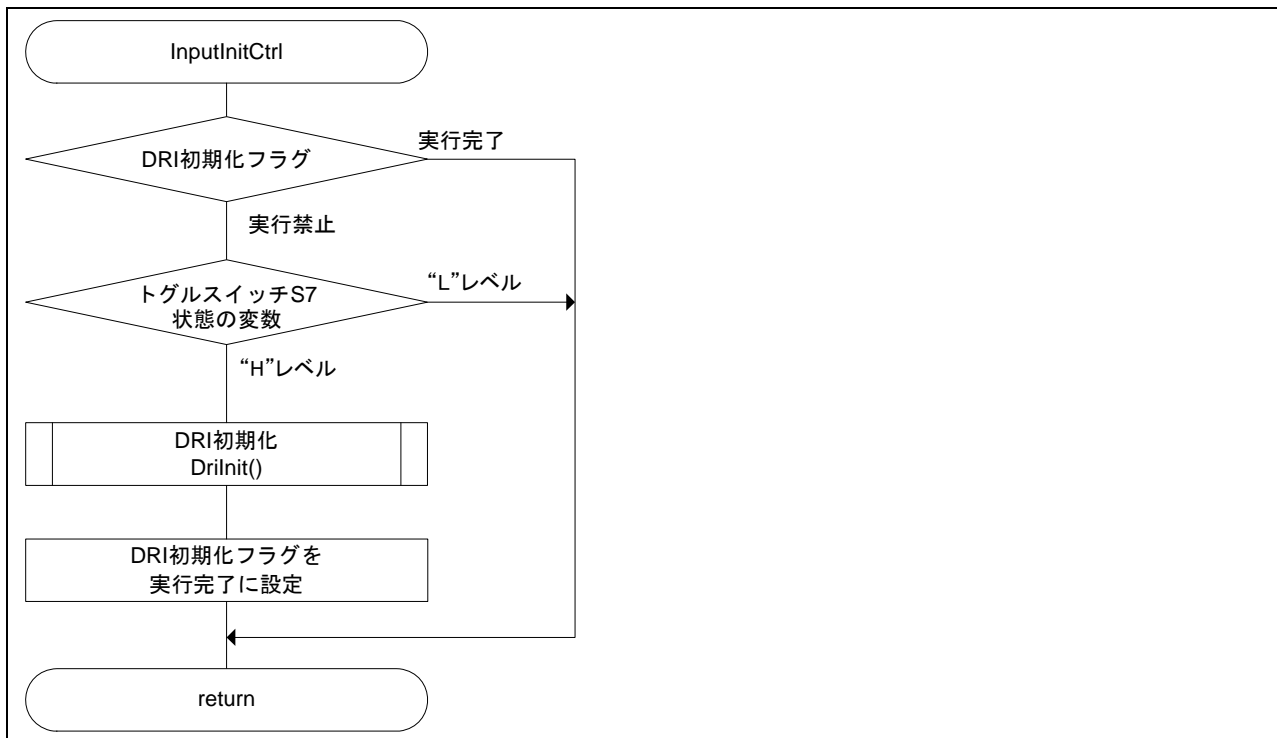 InputInitCtrl
実行完了
DRI初期化フラグ
実行禁止
“L”レベル
トグルスイッチS7
状態の変数
“H”レベル
DRI初期化
DriInit()
DRI初期化フラグを
実行完了に設定
return